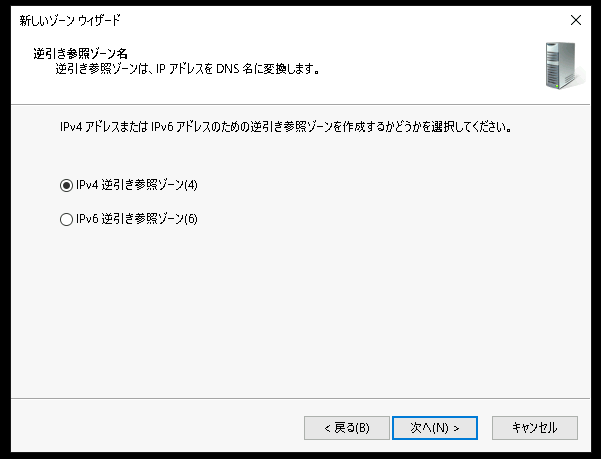 新しいゾーン ウィザード
逆引き参照ゾーン名
逆引き参照ゾーンは、IP アドレスを DNS 名に変換します。
IPv4 アドレスまたは IPv6 アドレスのための逆引き参照ゾーンを作成するかどうかを選択してください。
IPv4 逆引き参照ゾーン(4)
IPv6 逆引き参照ゾーン(6)
< 戻る(B) 次へ(N) > キャンセル